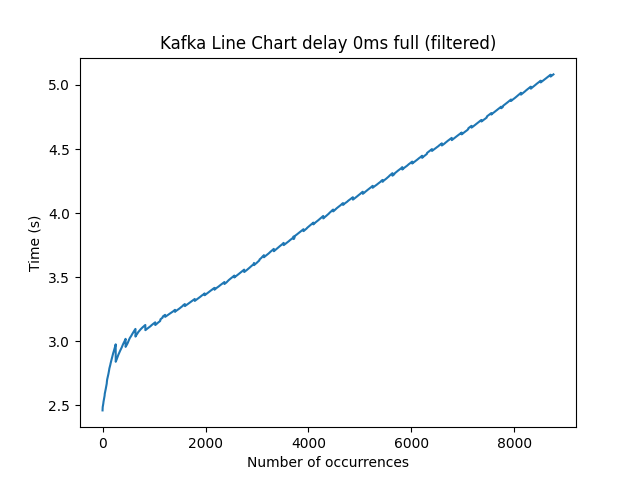 Kafka Line Chart delay 0ms full (filtered)
Time (s)
5.0
4.5
4.0
3.5
3.0
2.5
0 2000 4000 6000 8000
Number of occurrences